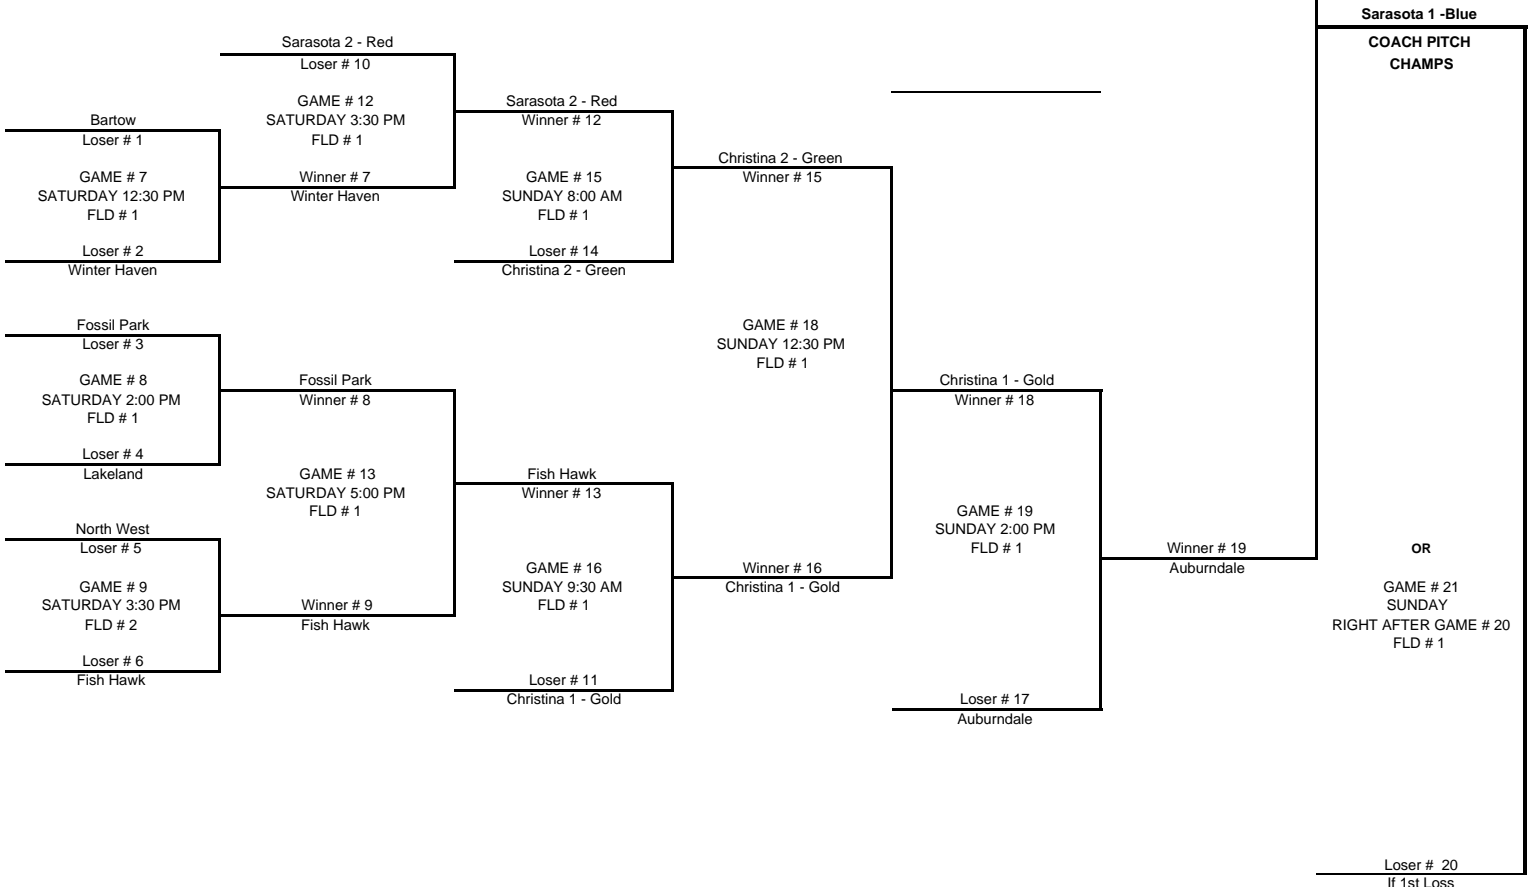 Sarasota 1 -Blue
COACH PITCH
CHAMPS
Sarasota 2 - Red
Loser # 10
GAME # 12
SATURDAY 3:30 PM
FLD # 1
Winner # 7
Winter Haven
Bartow
Loser # 1
GAME # 7
SATURDAY 12:30 PM
FLD # 1
Loser # 2
Winter Haven
Sarasota 2 - Red
Winner # 12
GAME # 15
SUNDAY 8:00 AM
FLD # 1
Loser # 14
Christina 2 - Green
Christina 2 - Green
Winner # 15
GAME # 18
SUNDAY 12:30 PM
FLD # 1
Fossil Park
Loser # 3
GAME # 8
SATURDAY 2:00 PM
FLD # 1
Loser # 4
Lakeland
Fossil Park
Winner # 8
GAME # 13
SATURDAY 5:00 PM
FLD # 1
Winner # 9
Fish Hawk
North West
Loser # 5
GAME # 9
SATURDAY 3:30 PM
FLD # 2
Loser # 6
Fish Hawk
Fish Hawk
Winner # 13
GAME # 16
SUNDAY 9:30 AM
FLD # 1
Loser # 11
Christina 1 - Gold
Winner # 16
Christina 1 - Gold
Christina 1 - Gold
Winner # 18
GAME # 19
SUNDAY 2:00 PM
FLD # 1
Loser # 17
Auburndale
Winner # 19
Auburndale
OR
GAME # 21
SUNDAY
RIGHT AFTER GAME # 20
FLD # 1
Loser # 20
If 1st Loss